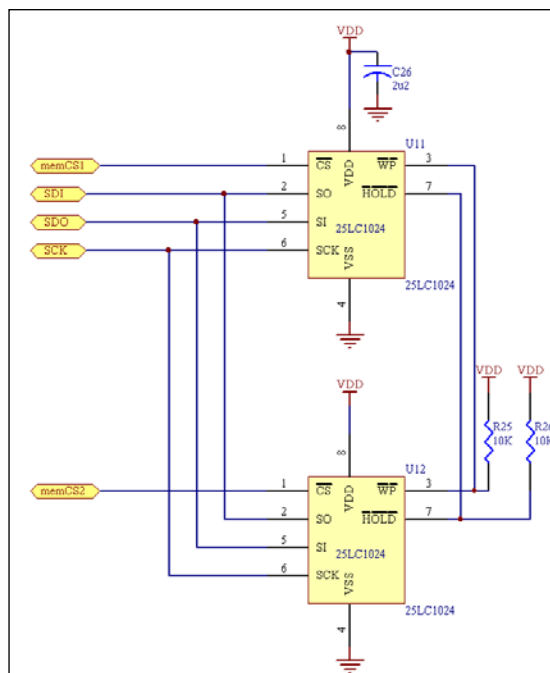 VDD
C26
2u2
8
U11
memCS1
1
CS
VDD
WP
3
SDI
2
SO
HOLD
7
SDO
5
SI
25LC1024
SCK
6
SCK
VSS
25LC1024
4
VDD
VDD
VDD
R25
10K
R26
10K
8
U12
memCS2
1
CS
VDD
WP
3
2
SO
HOLD
7
5
SI
25LC1024
6
SCK
VSS
25LC1024
4